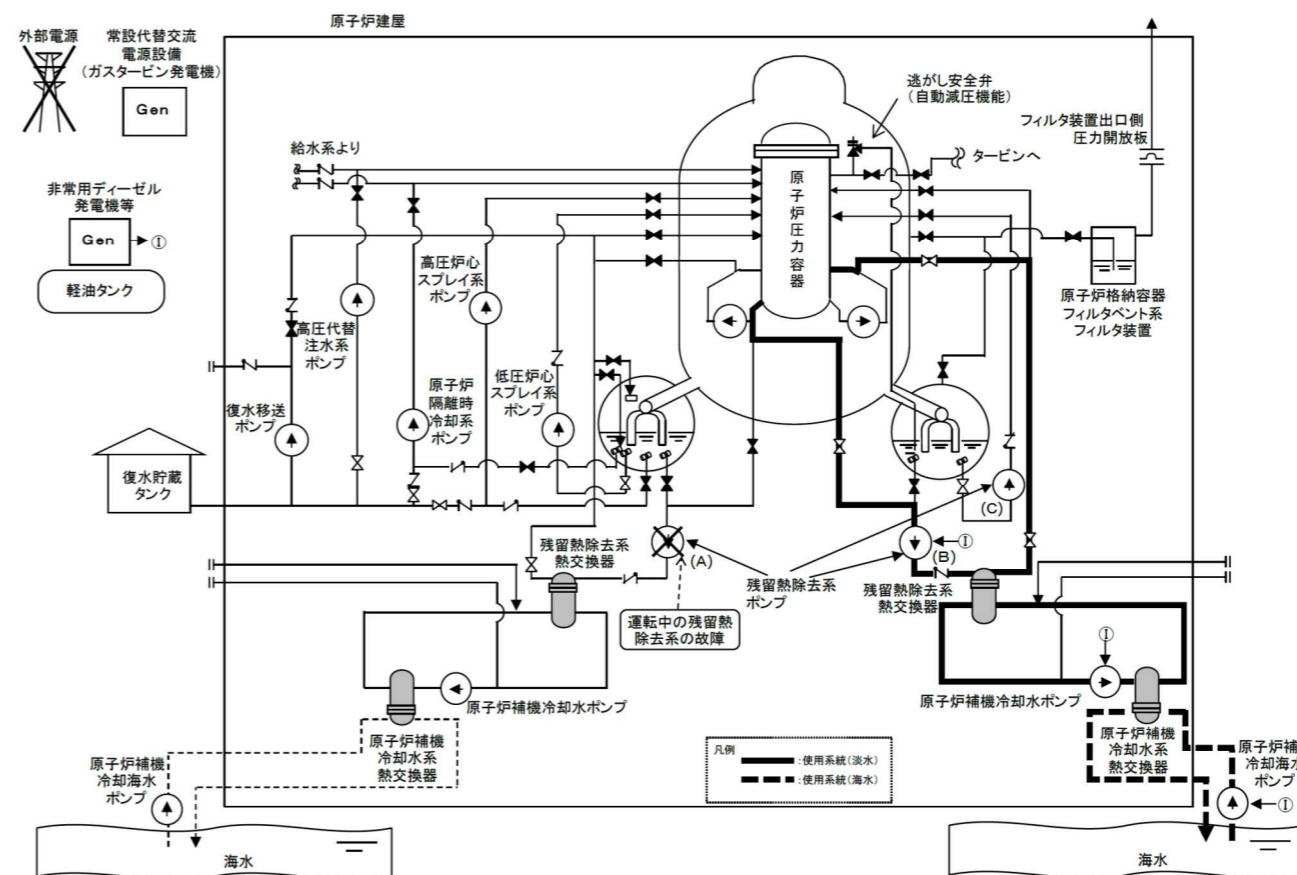 原子炉建屋
外部電源
常設代替交流
電源設備
(ガスタービン発電機)
Gen
非常用ディーゼル
発電機等
Gen
①
軽油タンク
給水系より
逃がし安全弁
(自動減圧機能)
タービンへ
フィルタ装置出口側
圧力開放板
原子炉圧力容器
原子炉格納容器
フィルタベント系
フィルタ装置
高圧炉心
スプレイ系
ポンプ
高圧代替
注水系
ポンプ
低圧炉心
スプレイ系
ポンプ
原子炉
隔離時
冷却系
ポンプ
復水移送
ポンプ
復水貯蔵
タンク
残留熱除去系
熱交換器
(A)
運転中の残留熱
除去系の故障
残留熱除去系
ポンプ
(B)
①
(C)
残留熱除去系
熱交換器
①
原子炉補機冷却水ポンプ
原子炉補機冷却水ポンプ
原子炉補機
冷却水系
熱交換器
原子炉補機
冷却海水
ポンプ
凡例
:使用系統(淡水)
:使用系統(海水)
原子炉補機
冷却水系
熱交換器
原子炉補
冷却海水
ポンプ
①
海水
海水